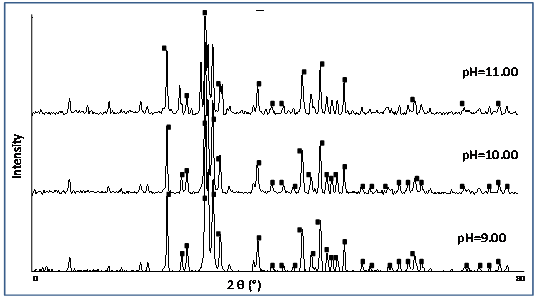 pH=11.00
pH=10.00
pH=9.00
Intensity
0
80
2 θ (°)